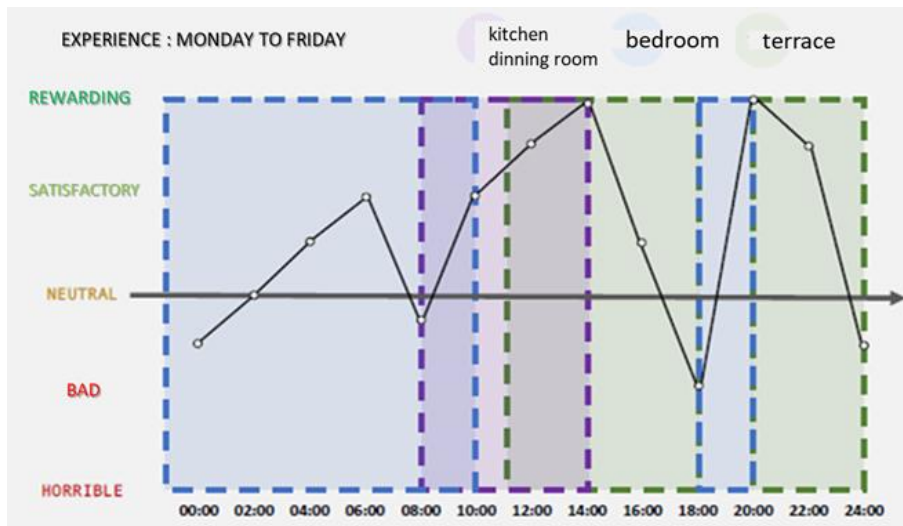 EXPERIENCE : MONDAY TO FRIDAY
kitchen
dinning room
bedroom
terrace
REWARDING
SATISFACTORY
NEUTRAL
BAD
HORRIBLE
00:00 02:00 04:00 06:00 08:00 10:00 12:00 14:00 16:00 18:00 20:00 22:00 24:00